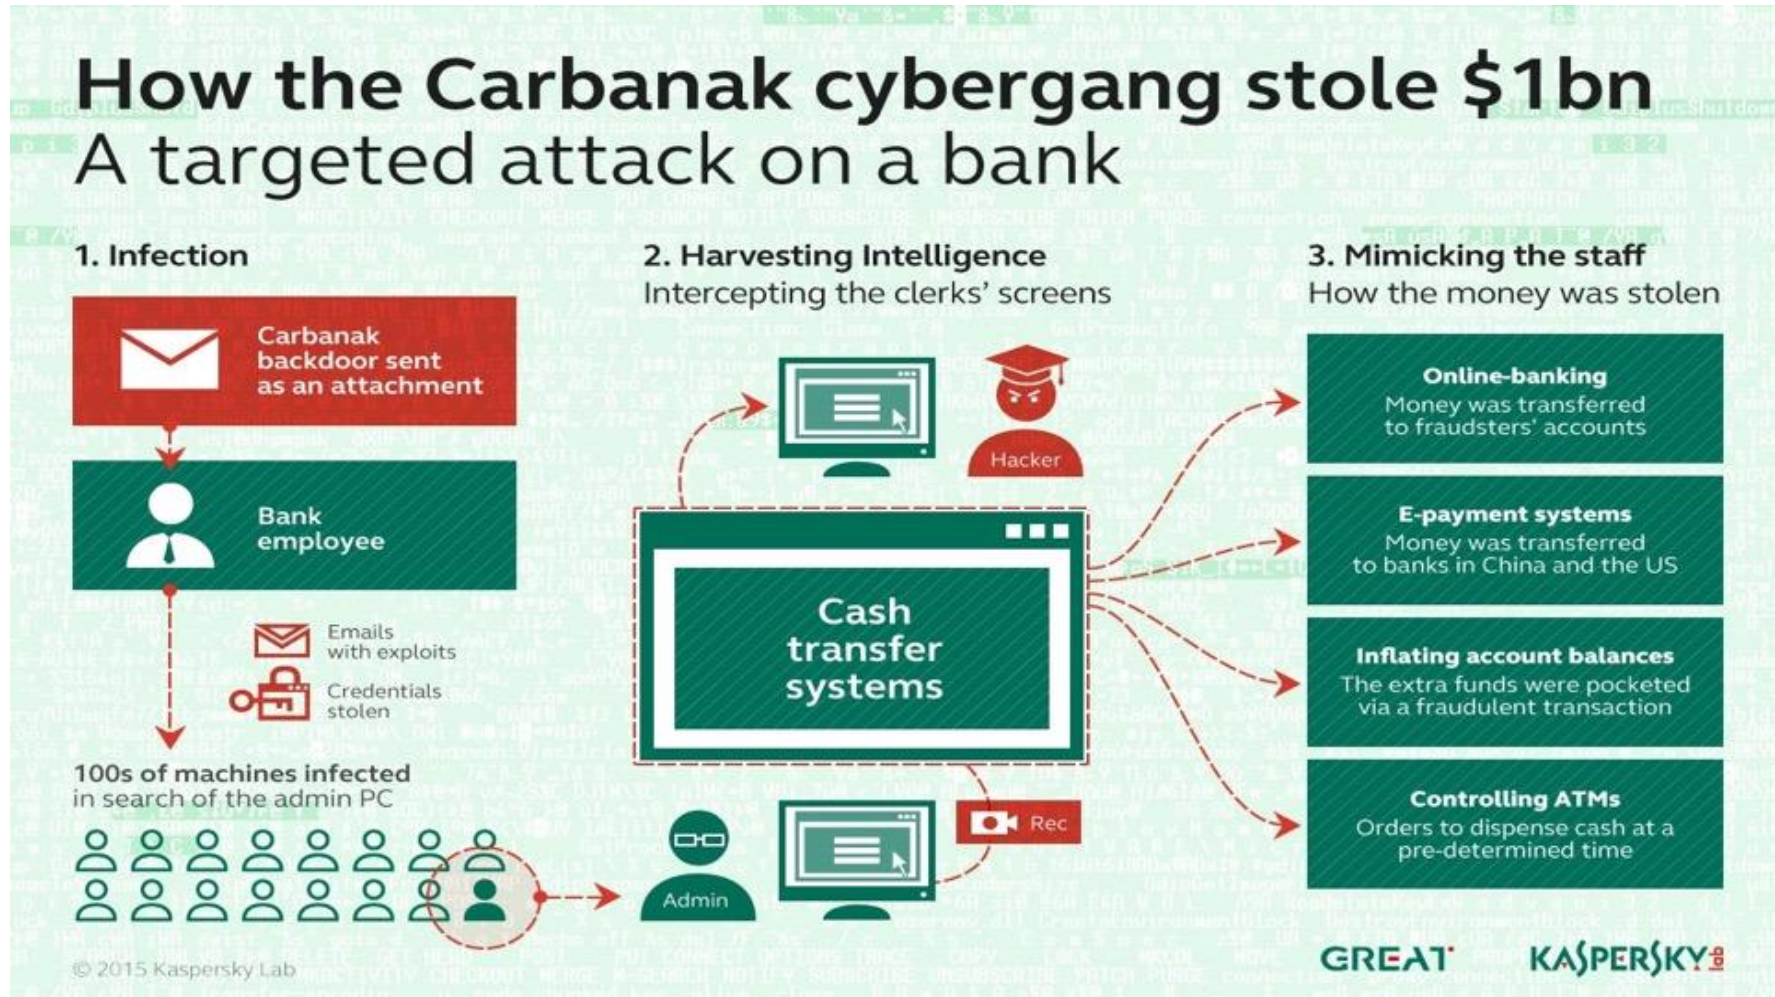 How the Carbanak cybergang stole $1bn
A targeted attack on a bank
1. Infection
Carbanak
backdoor sent
as an attachment
Bank
employee
Emails
with exploits
Credentials
stolen
100s of machines infected
in search of the admin PC
2. Harvesting Intelligence
Intercepting the clerks’ screens
Hacker
Cash
transfer
systems
Rec
Admin
3. Mimicking the staff
How the money was stolen
Online-banking
Money was transferred
to fraudsters’ accounts
E-payment systems
Money was transferred
to banks in China and the US
Inflating account balances
The extra funds were pocketed
via a fraudulent transaction
Controlling ATMs
Orders to dispense cash at a
pre-determined time
© 2015 Kaspersky Lab
GREAT
KASPERSKY lab